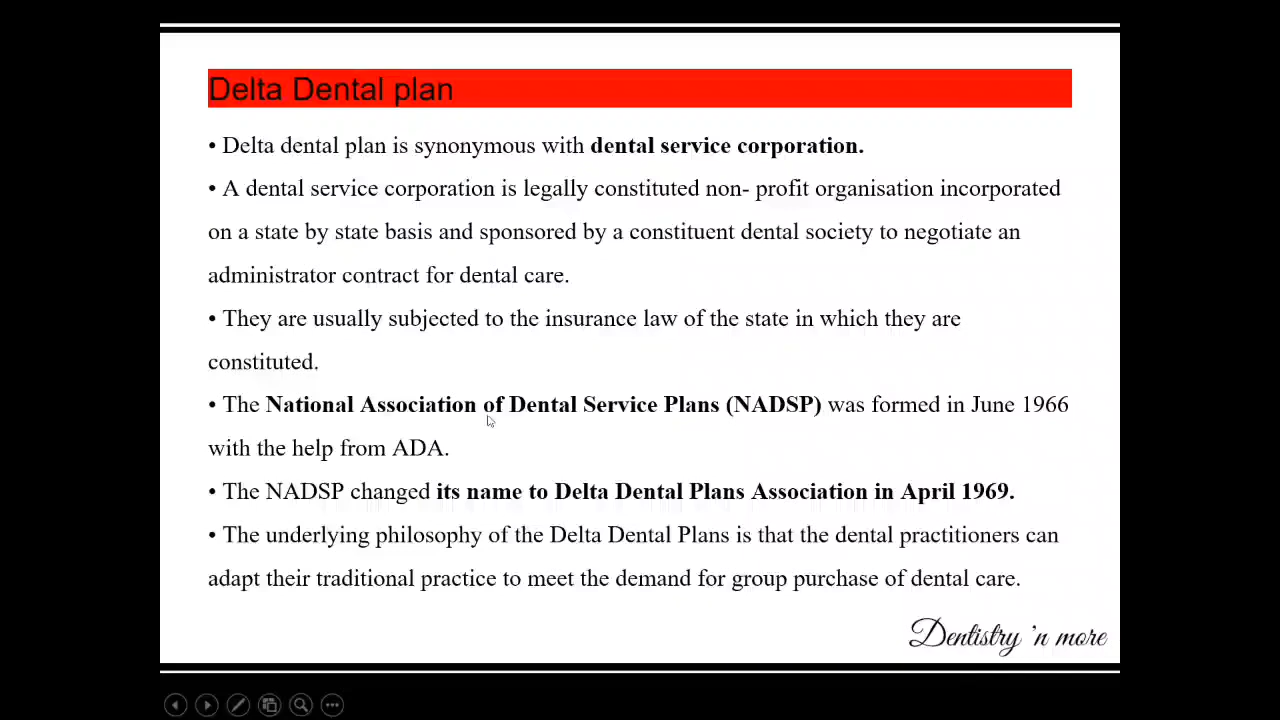 Delta Dental plan
• Delta dental plan is synonymous with dental service corporation.
• A dental service corporation is legally constituted non- profit organisation incorporated
on a state by state basis and sponsored by a constituent dental society to negotiate an
administrator contract for dental care.
• They are usually subjected to the insurance law of the state in which they are
constituted.
• The National Association of Dental Service Plans (NADSP) was formed in June 1966
with the help from ADA.
• The NADSP changed its name to Delta Dental Plans Association in April 1969.
• The underlying philosophy of the Delta Dental Plans is that the dental practitioners can
adapt their traditional practice to meet the demand for group purchase of dental care.
Dentistry 'n more